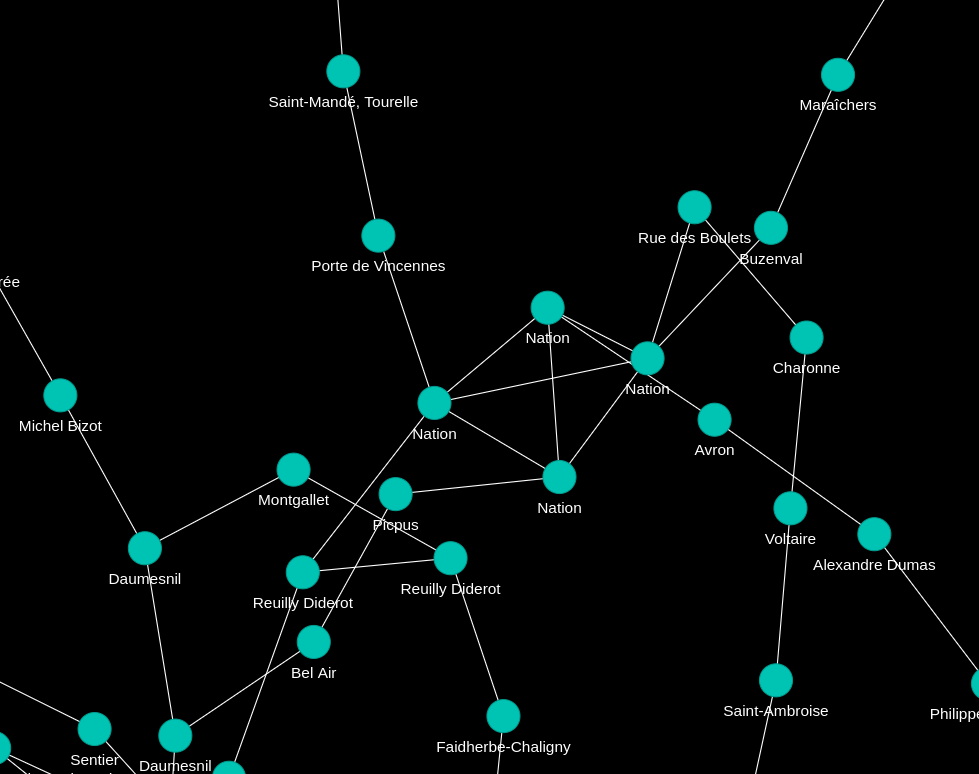 Saint-Mandé, Tourelle
Maraîchers
Rue des Boulets
Buzenval
Porte de Vincennes
rée
Nation
Charonne
Nation
Michel Bizot
Nation
Avron
Montgallet
Nation
Picpus
Voltaire
Alexandre Dumas
Daumesnil
Reuilly Diderot
Reuilly Diderot
Bel Air
Saint-Ambroise
Philippe
Faidherbe-Chaligny
Sentier
Daumesnil